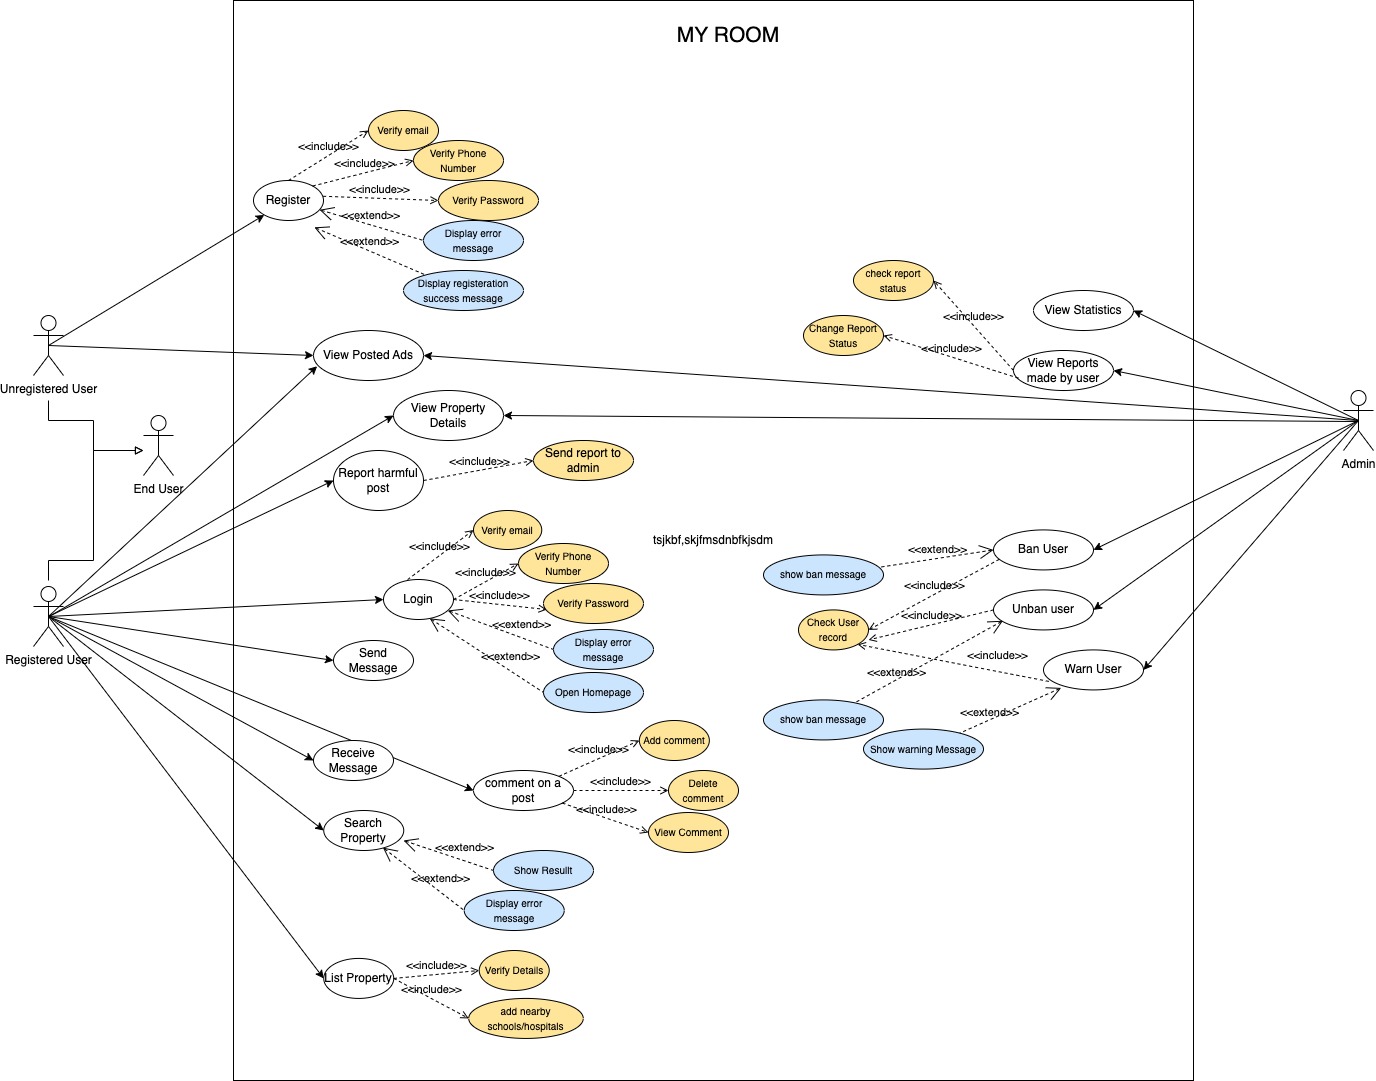 MY ROOM
Verify email
<<include>>
Verify Phone
Number
<<include>>
Register
<<include>>
Verify Password
<<extend>>
Display error
message
<<extend>>
Display registeration
success message
check report
status
View Statistics
<<include>>
Change Report
Status
<<include>>
View Reports
made by user
Unregistered User
View Posted Ads
View Property
Details
End User
Admin
Report harmful
post
<<include>>
Send report to
admin
Verify email
<<include>>
Verify Phone
Number
<<include>>
Login
<<include>>
Verify Password
<<extend>>
Display error
message
<<extend>>
Open Homepage
tsjkbf,skjfmsdnbfkjsdm
Ban User
<<extend>>
show ban message
<<include>>
Unban user
<<include>>
Check User
record
<<include>>
Warn User
<<extend>>
show ban message
<<extend>>
Show warning Message
Registered User
Send
Message
Receive
Message
Add comment
<<include>>
comment on a
post
<<include>>
Delete
comment
<<include>>
View Comment
Search
Property
<<extend>>
Show Resullt
<<extend>>
Display error
message
List Property
<<include>>
Verify Details
<<include>>
add nearby
schools/hospitals